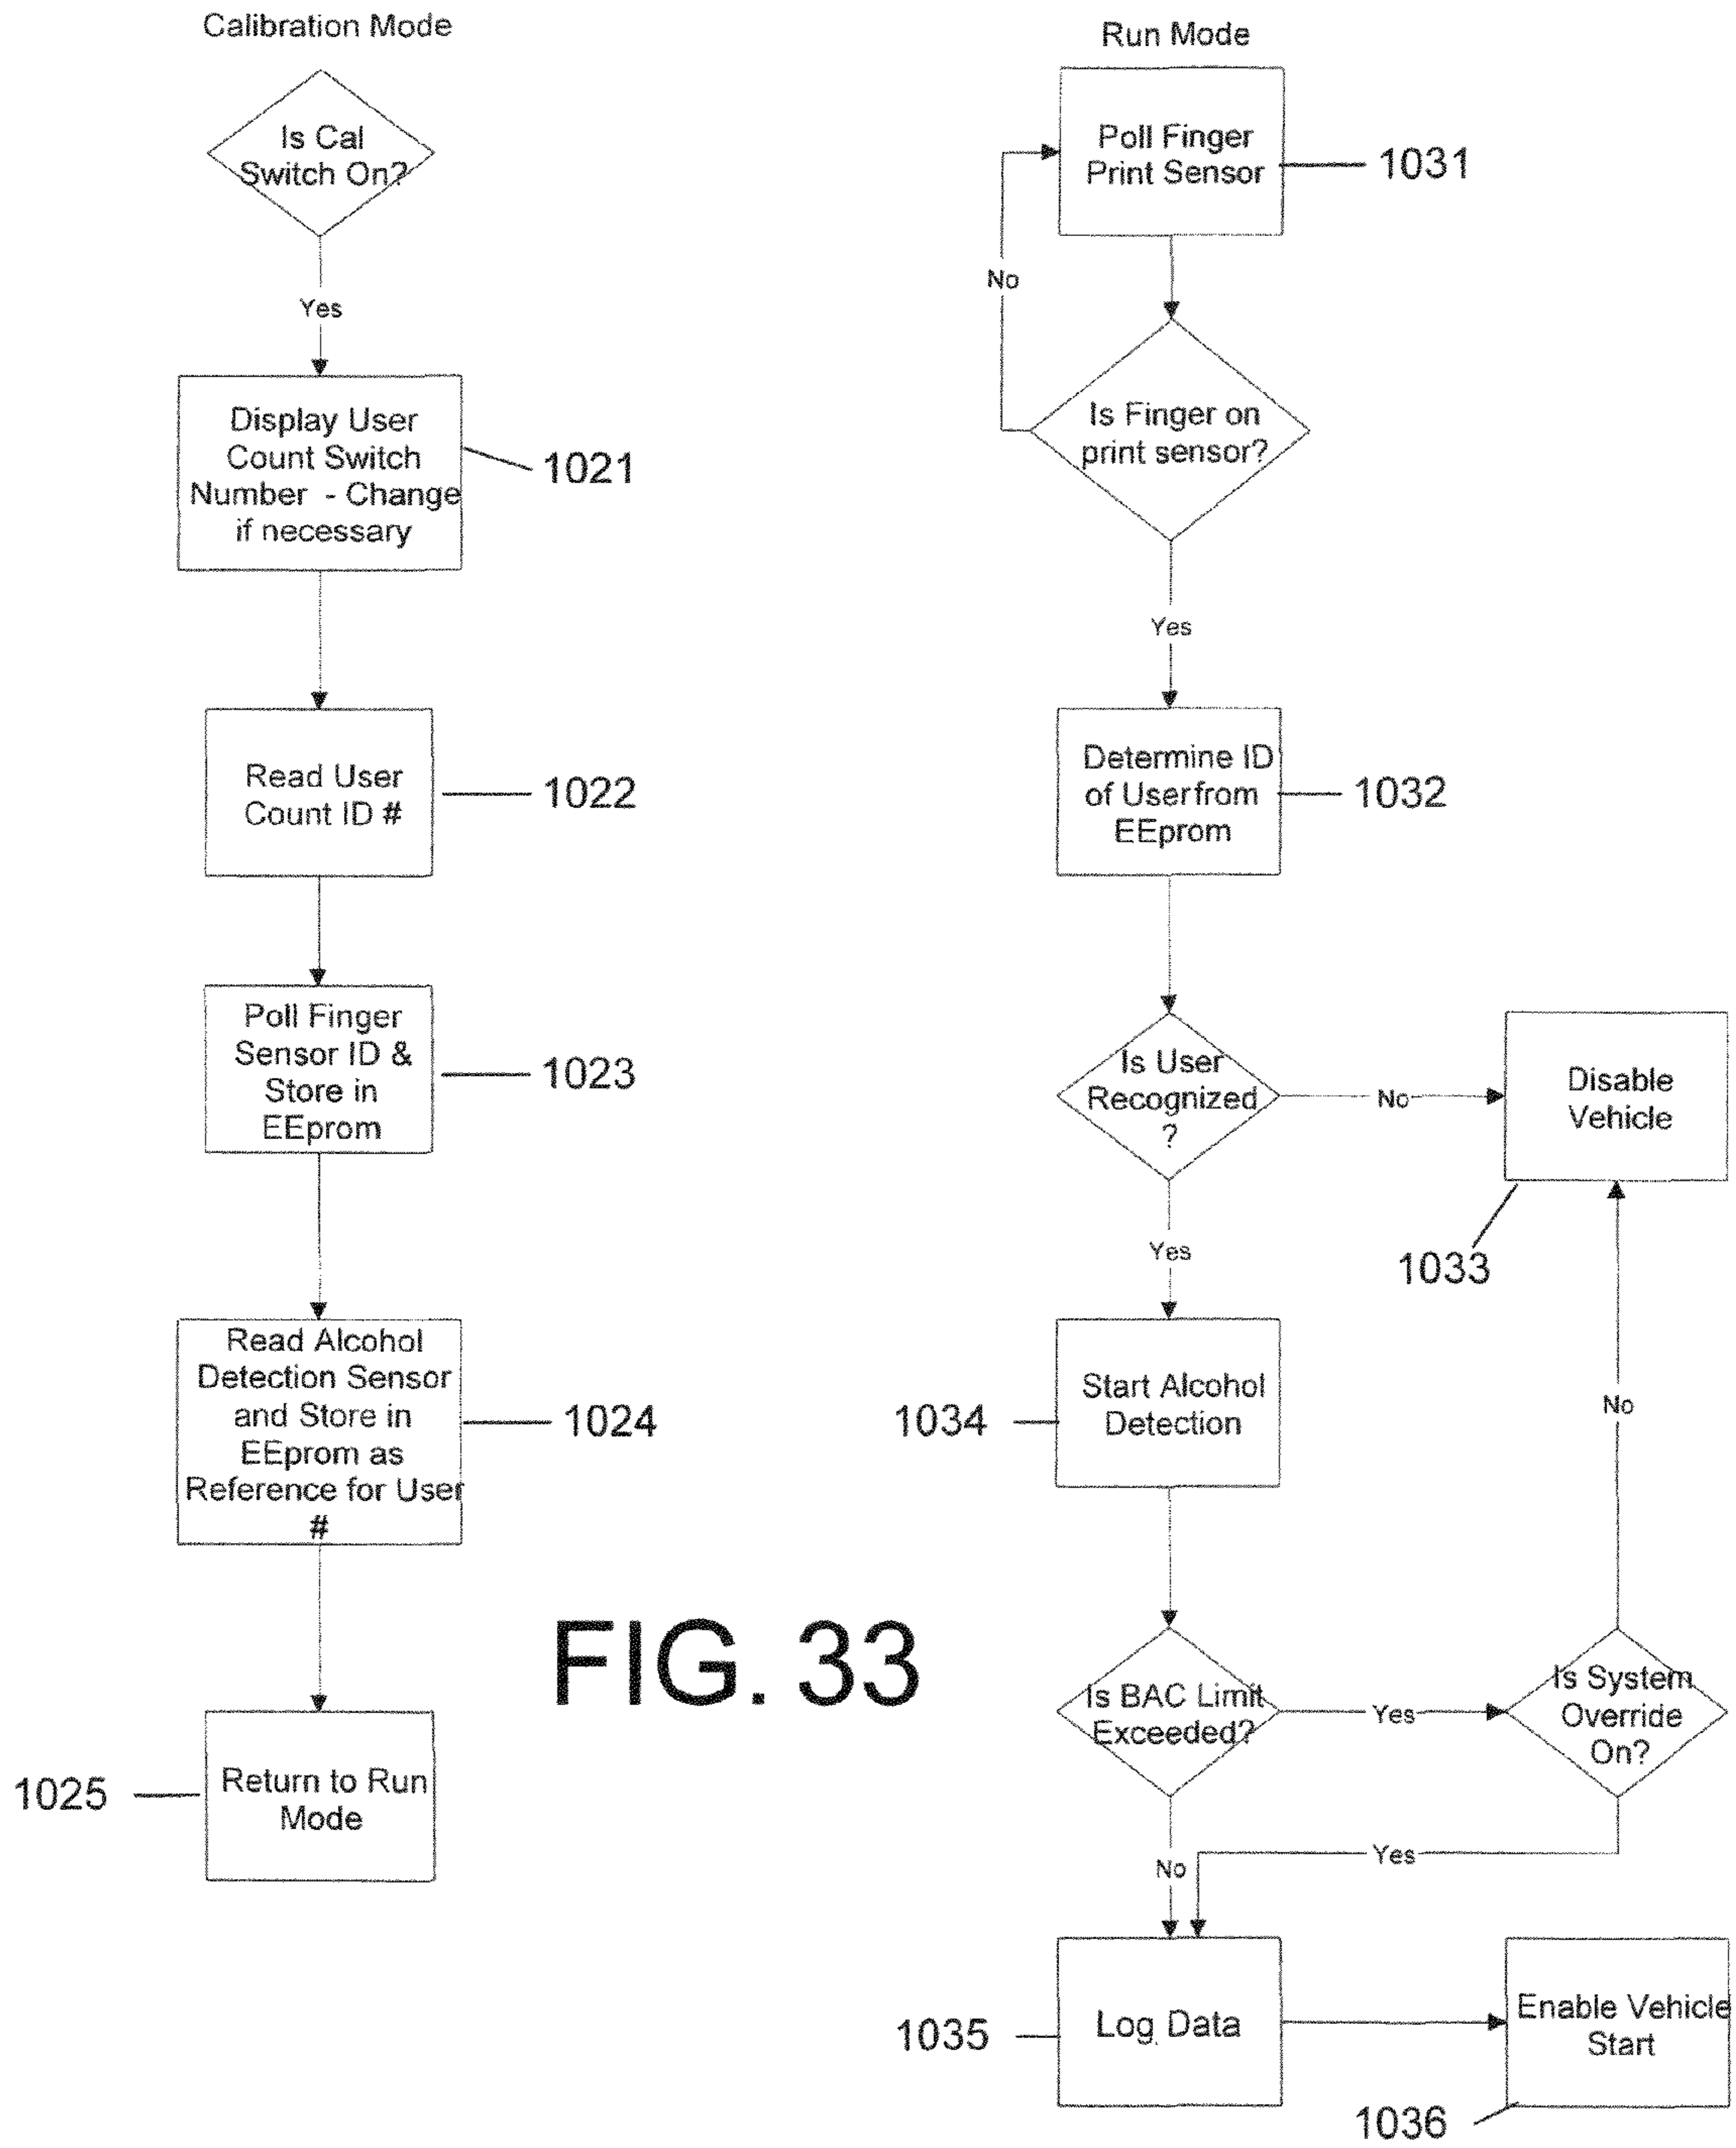 Calibration Mode
Is Cal
Switch On?
Yes
Display User
Count Switch
Number - Change
if necessary
1021
Read User
Count ID #
1022
Poll Finger
Sensor ID &
Store in
EEprom
1023
Read Alcohol
Detection Sensor
and Store in
EEprom as
Reference for User
#
1024
Return to Run
Mode
1025
FIG. 33
Run Mode
Poll Finger
Print Sensor
1031
No
Is Finger on
print sensor?
Yes
Determine ID
of User from
EEprom
1032
Is User
Recognized
?
No
Disable
Vehicle
1033
Yes
Start Alcohol
Detection
1034
No
Is BAC Limit
Exceeded?
Yes
Is System
Override
On?
Yes
No
Log Data
1035
Enable Vehicle
Start
1036